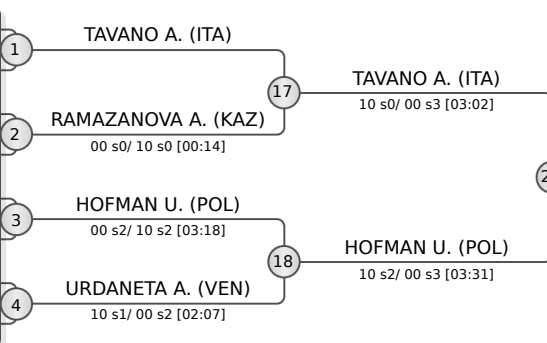 TAVANO A. (ITA)
1
17
TAVANO A. (ITA)
10 s0/ 00 s3 [03:02]
RAMAZANOVA A. (KAZ)
2
00 s0/ 10 s0 [00:14]
HOFMAN U. (POL)
3
00 s2/ 10 s2 [03:18]
18
HOFMAN U. (POL)
10 s2/ 00 s3 [03:31]
URDANETA A. (VEN)
4
10 s1/ 00 s2 [02:07]